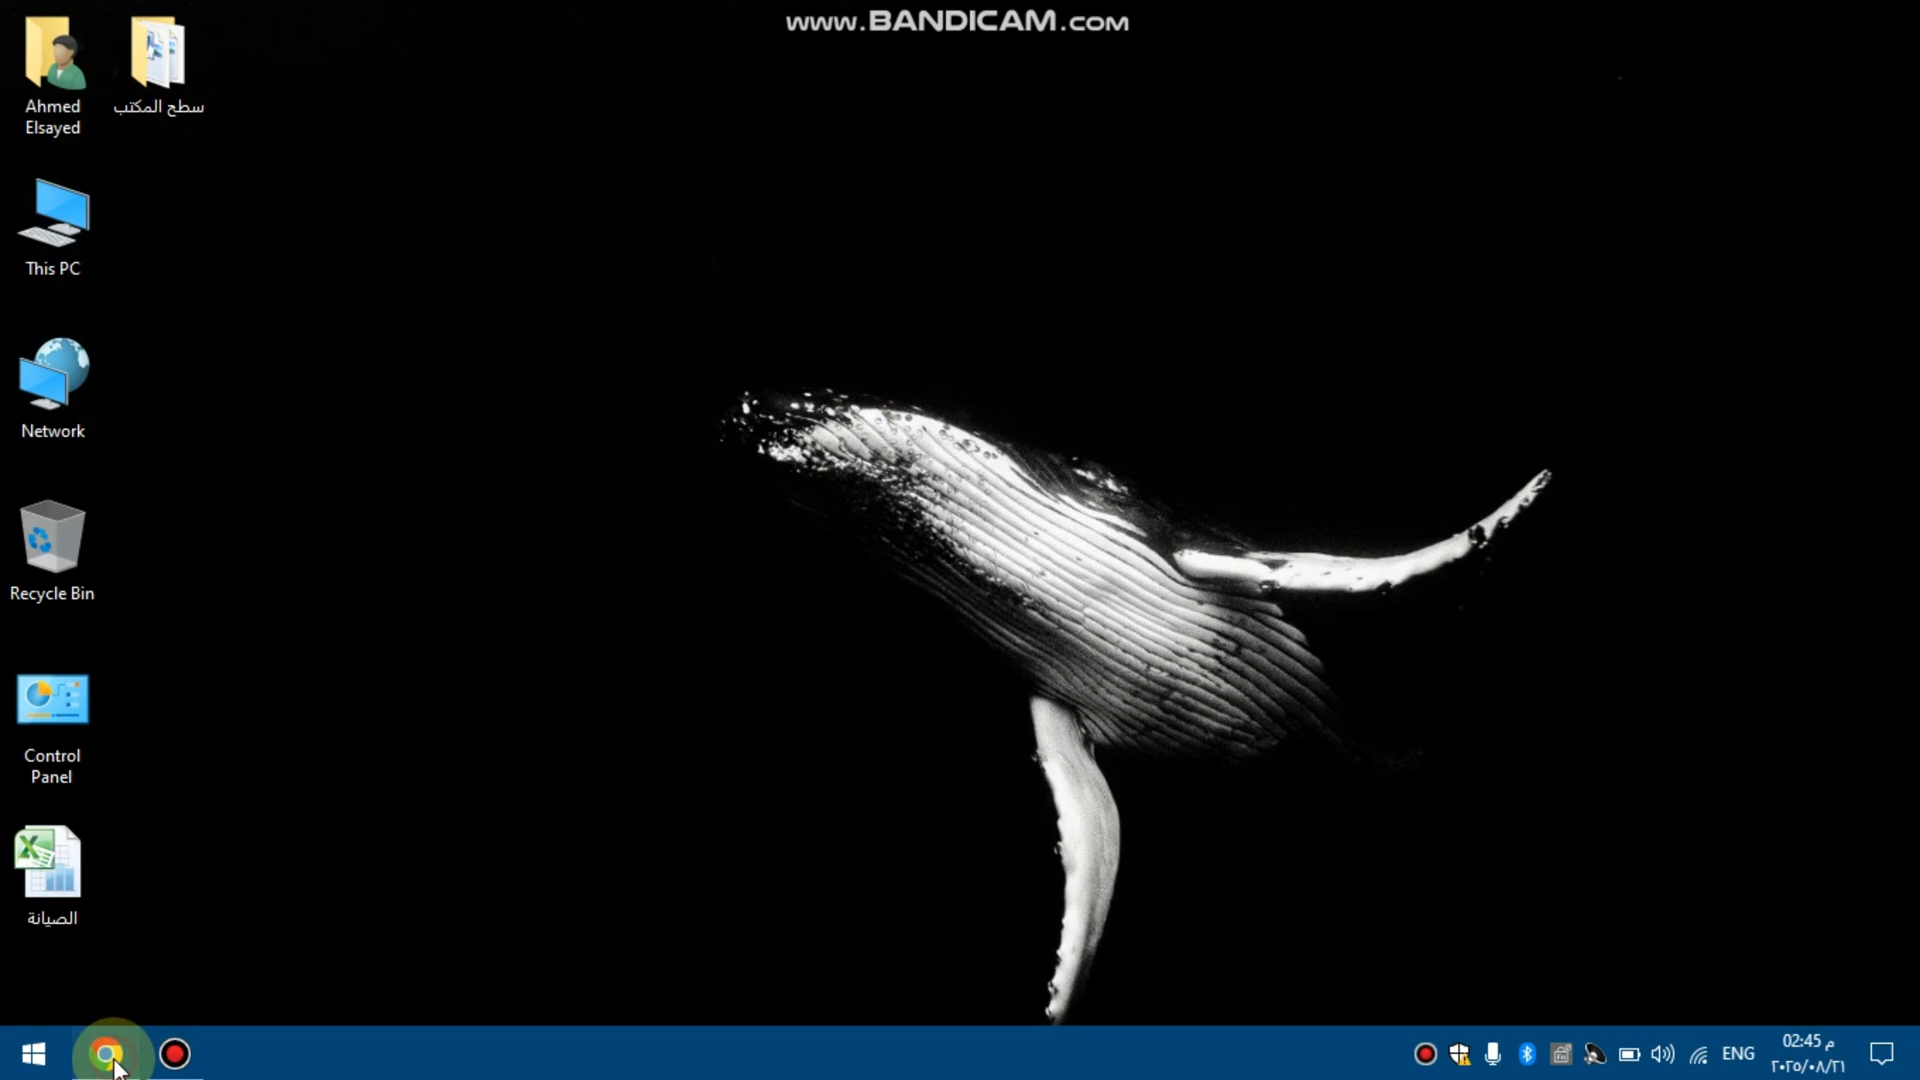 www.BANDICAM.com
Ahmed
Elsayed
سطح المكتب
This PC
Network
Recycle Bin
Control
Panel
الصيانة
ENG
02:45 م
٢٠٢٥/٠٨/٢١